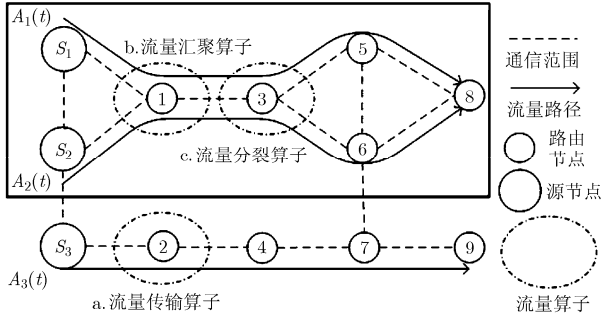 A₁(t)
S₁
b.流量汇聚算子
5
通信范围
1
3
8
流量路径
S₂
c.流量分裂算子
6
路由
节点
A₂(t)
源节点
S₃
2
4
7
9
A₃(t)
a.流量传输算子
流量算子